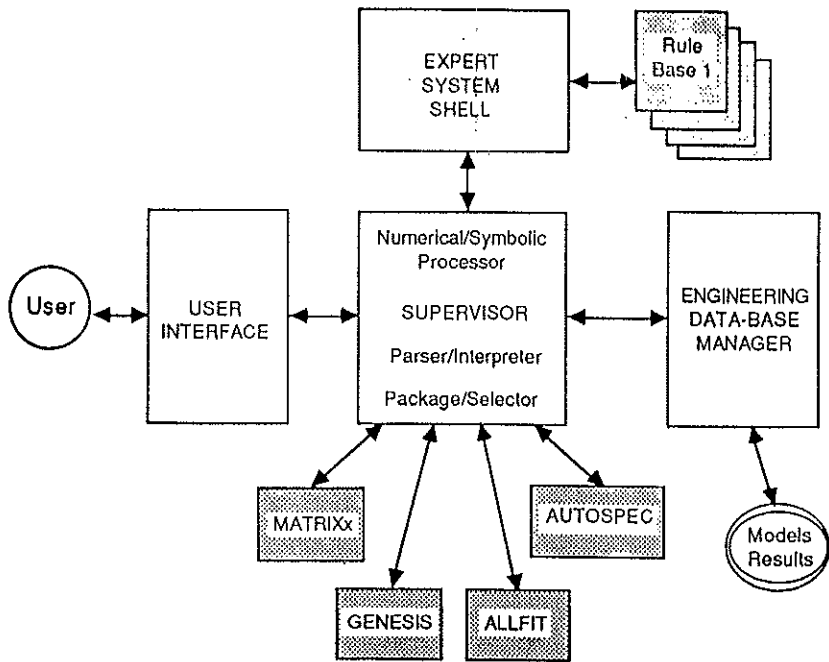 EXPERT
SYSTEM
SHELL
Rule
Base 1
User
USER
INTERFACE
Numerical/Symbolic
Processor
SUPERVISOR
Parser/Interpreter
Package/Selector
ENGINEERING
DATA-BASE
MANAGER
MATRIXx
AUTOSPEC
GENESIS
ALLFIT
Models
Results